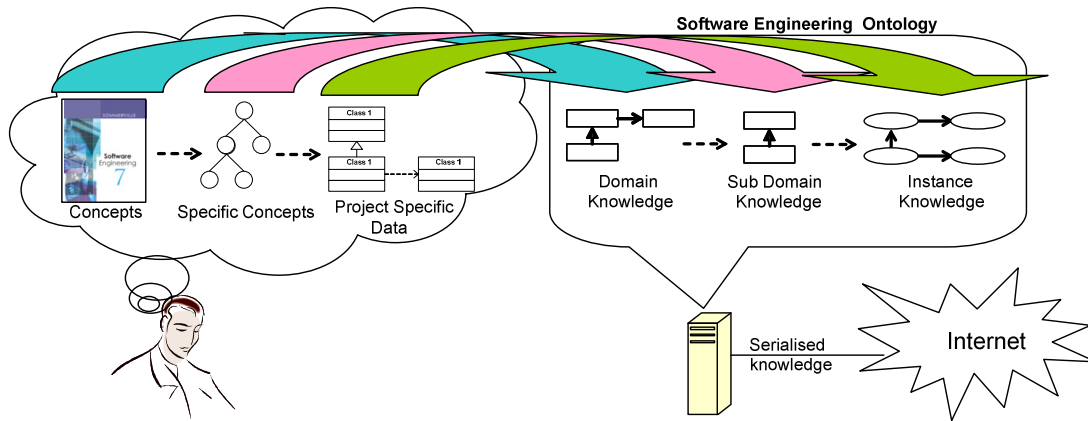 Software Engineering Ontology
SOMMERVILLE
Software
Engineering
7
Concepts
Specific Concepts
Class 1
Class 1
Class 1
Project Specific
Data
Domain
Knowledge
Sub Domain
Knowledge
Instance
Knowledge
Serialised
knowledge
Internet